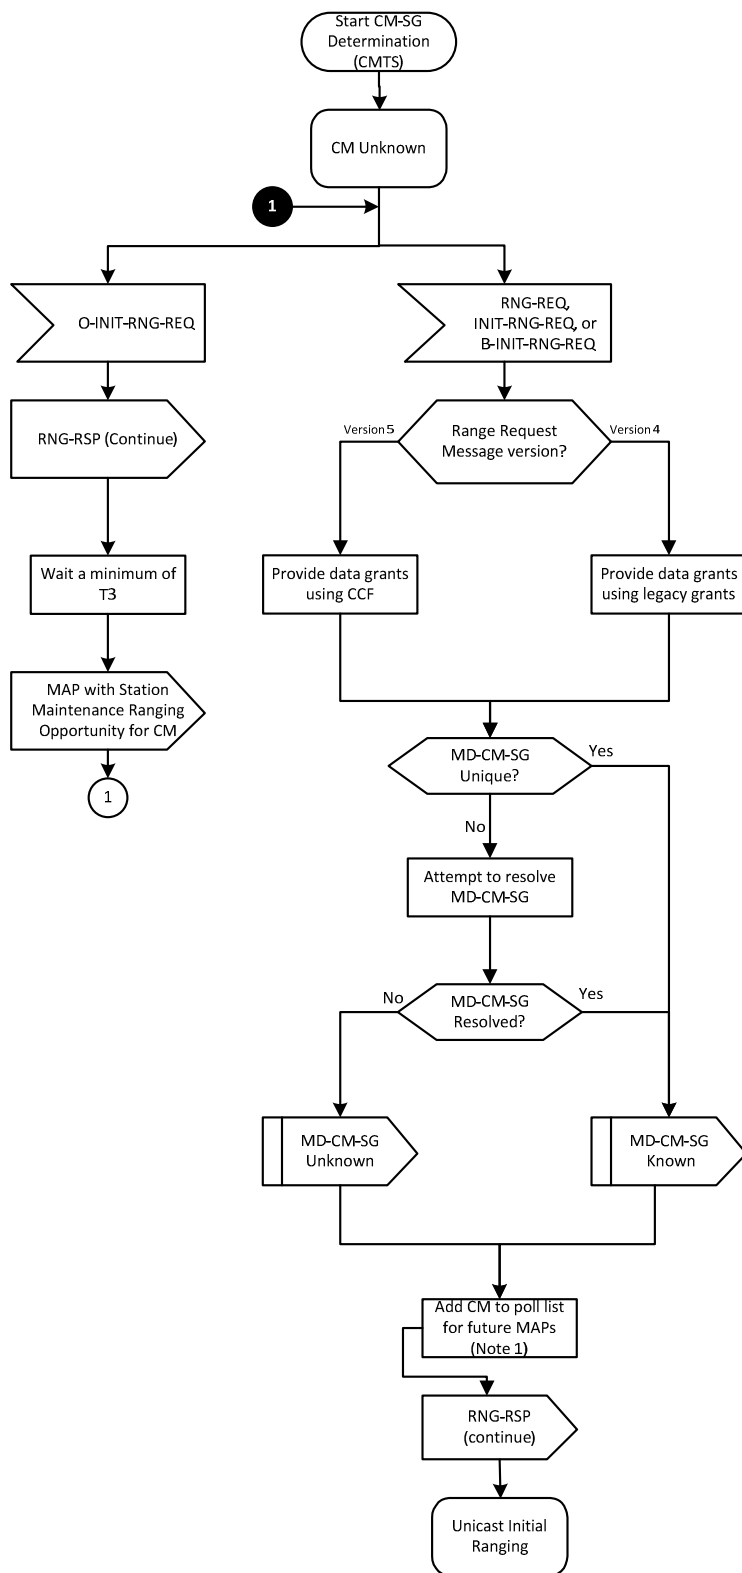 Start CM-SG
Determination
(CMTS)
CM Unknown
1
O-INIT-RNG-REQ
RNG-REQ,
INIT-RNG-REQ, or
B-INIT-RNG-REQ
RNG-RSP (Continue)
Version 5
Range Request
Message version?
Version 4
Wait a minimum of
T3
Provide data grants
using CCF
Provide data grants
using legacy grants
MAP with Station
Maintenance Ranging
Opportunity for CM
1
MD-CM-SG
Unique?
Yes
No
Attempt to resolve
MD-CM-SG
No
MD-CM-SG
Resolved?
Yes
MD-CM-SG
Unknown
MD-CM-SG
Known
Add CM to poll list
for future MAPs
(Note 1)
RNG-RSP
(continue)
Unicast Initial
Ranging